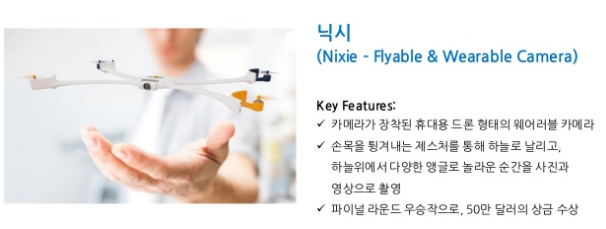 닉시
(Nixie - Flyable & Wearable Camera)
Key Features:
✓ 카메라가 장착된 휴대용 드론 형태의 웨어러블 카메라
✓ 손목을 튕겨내는 제스처를 통해 하늘로 날리고,
하늘위에서 다양한 앵글로 놀라운 순간을 사진과
영상으로 촬영
✓ 파이널 라운드 우승작으로, 50만 달러의 상금 수상